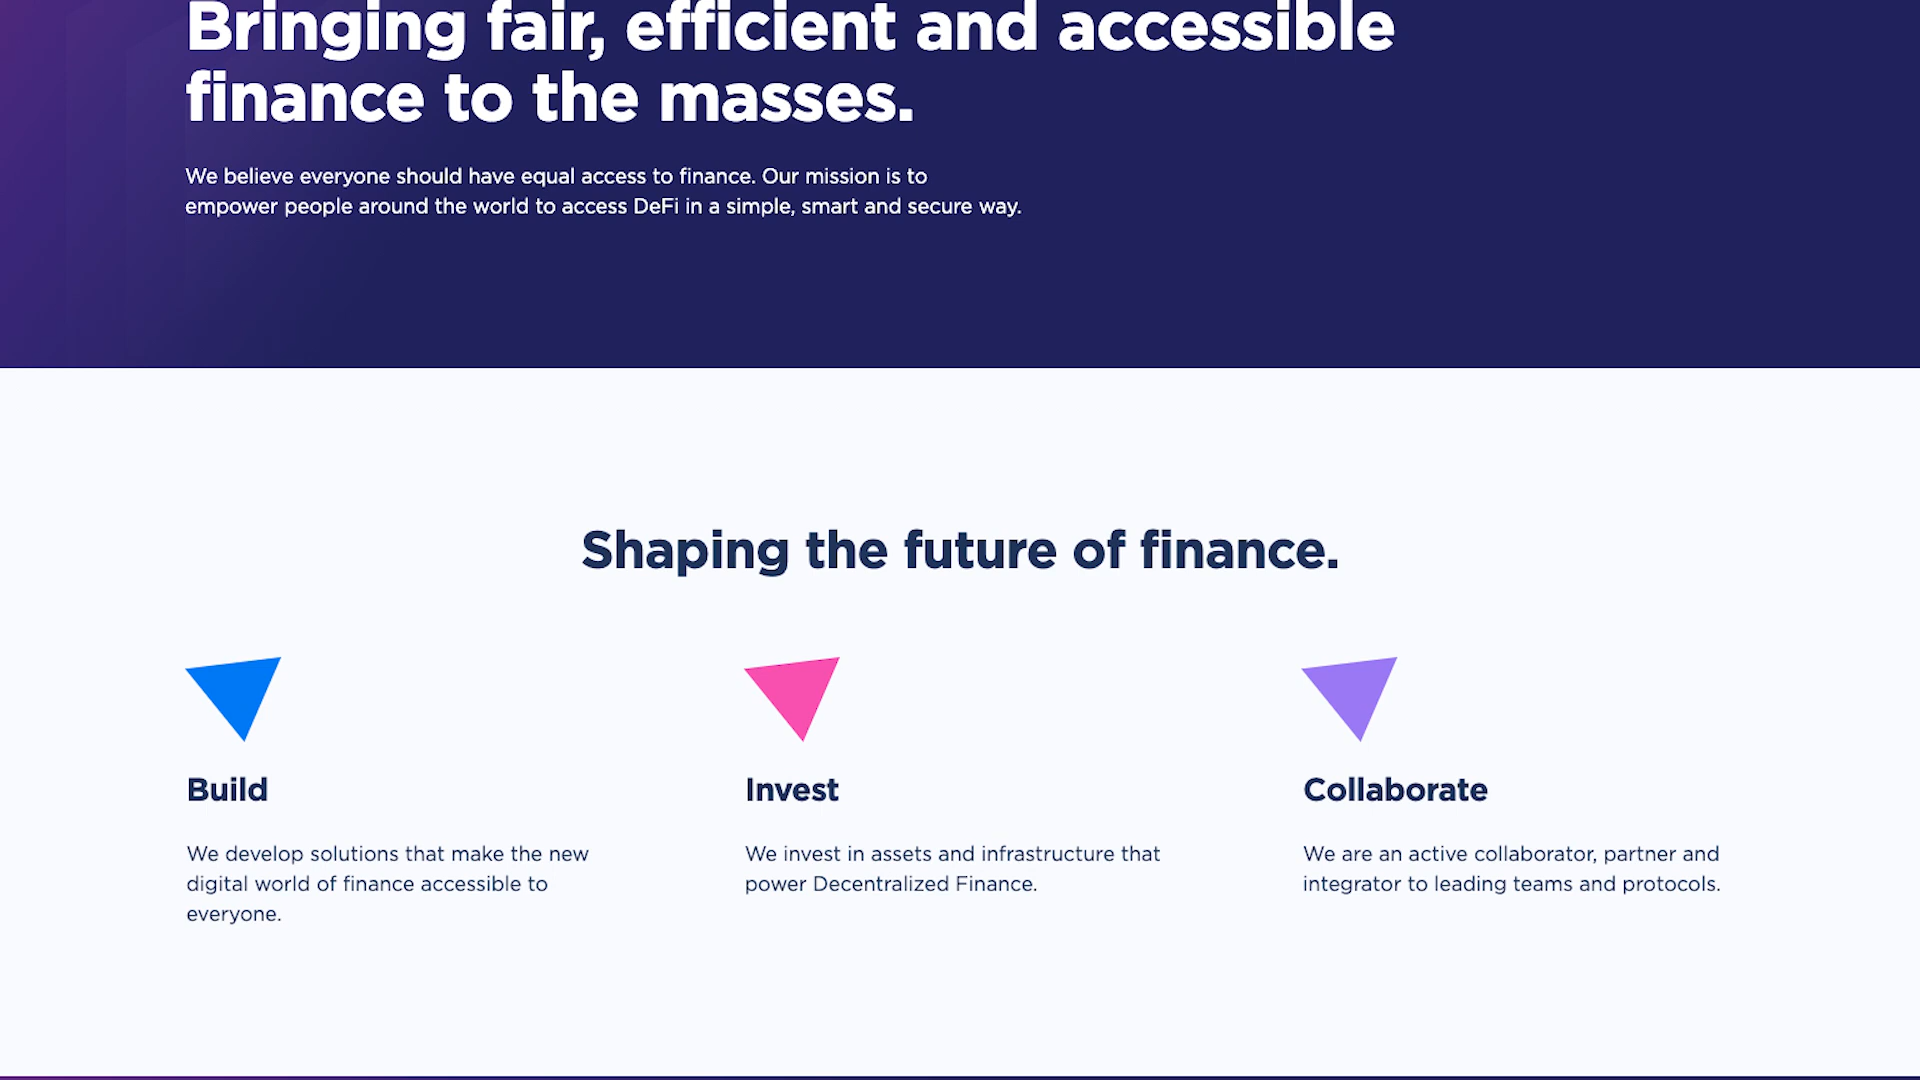 Bringing fair, efficient and accessible
finance to the masses.
We believe everyone should have equal access to finance. Our mission is to
empower people around the world to access DeFi in a simple, smart and secure way.
Shaping the future of finance.
Build
We develop solutions that make the new
digital world of finance accessible to
everyone.
Invest
We invest in assets and infrastructure that
power Decentralized Finance.
Collaborate
We are an active collaborator, partner and
integrator to leading teams and protocols.